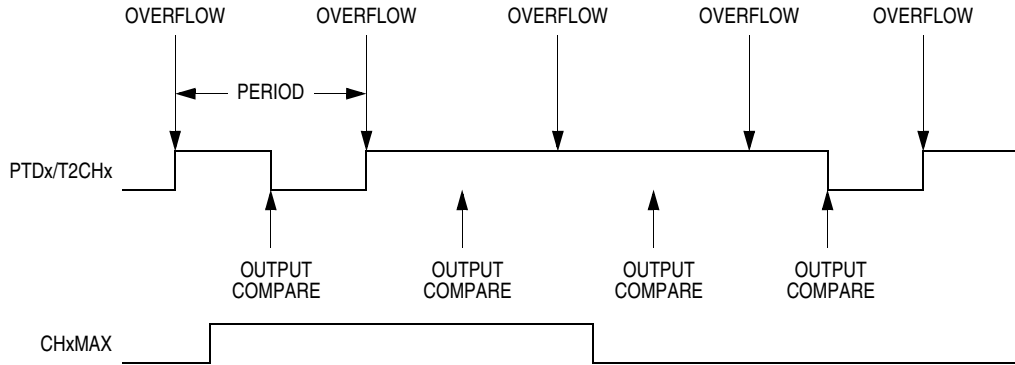 OVERFLOW OVERFLOW OVERFLOW OVERFLOW OVERFLOW
PERIOD
PTDx/T2CHx
OUTPUT OUTPUT OUTPUT OUTPUT
COMPARE COMPARE COMPARE COMPARE
CHxMAX